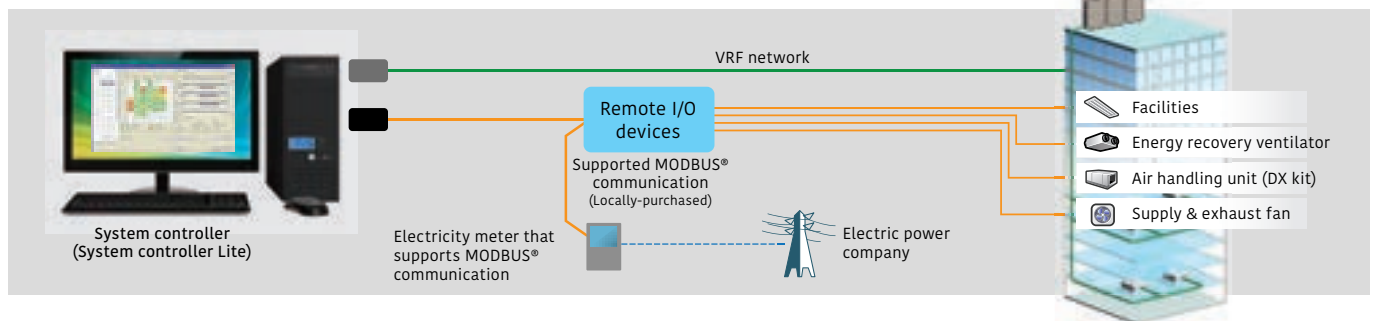 VRF network
Remote I/O
devices
Supported MODBUS®
communication
(Locally-purchased)
System controller
(System controller Lite)
Electricity meter that
supports MODBUS®
communication
Electric power
company
Facilities
Energy recovery ventilator
Air handling unit (DX kit)
Supply & exhaust fan